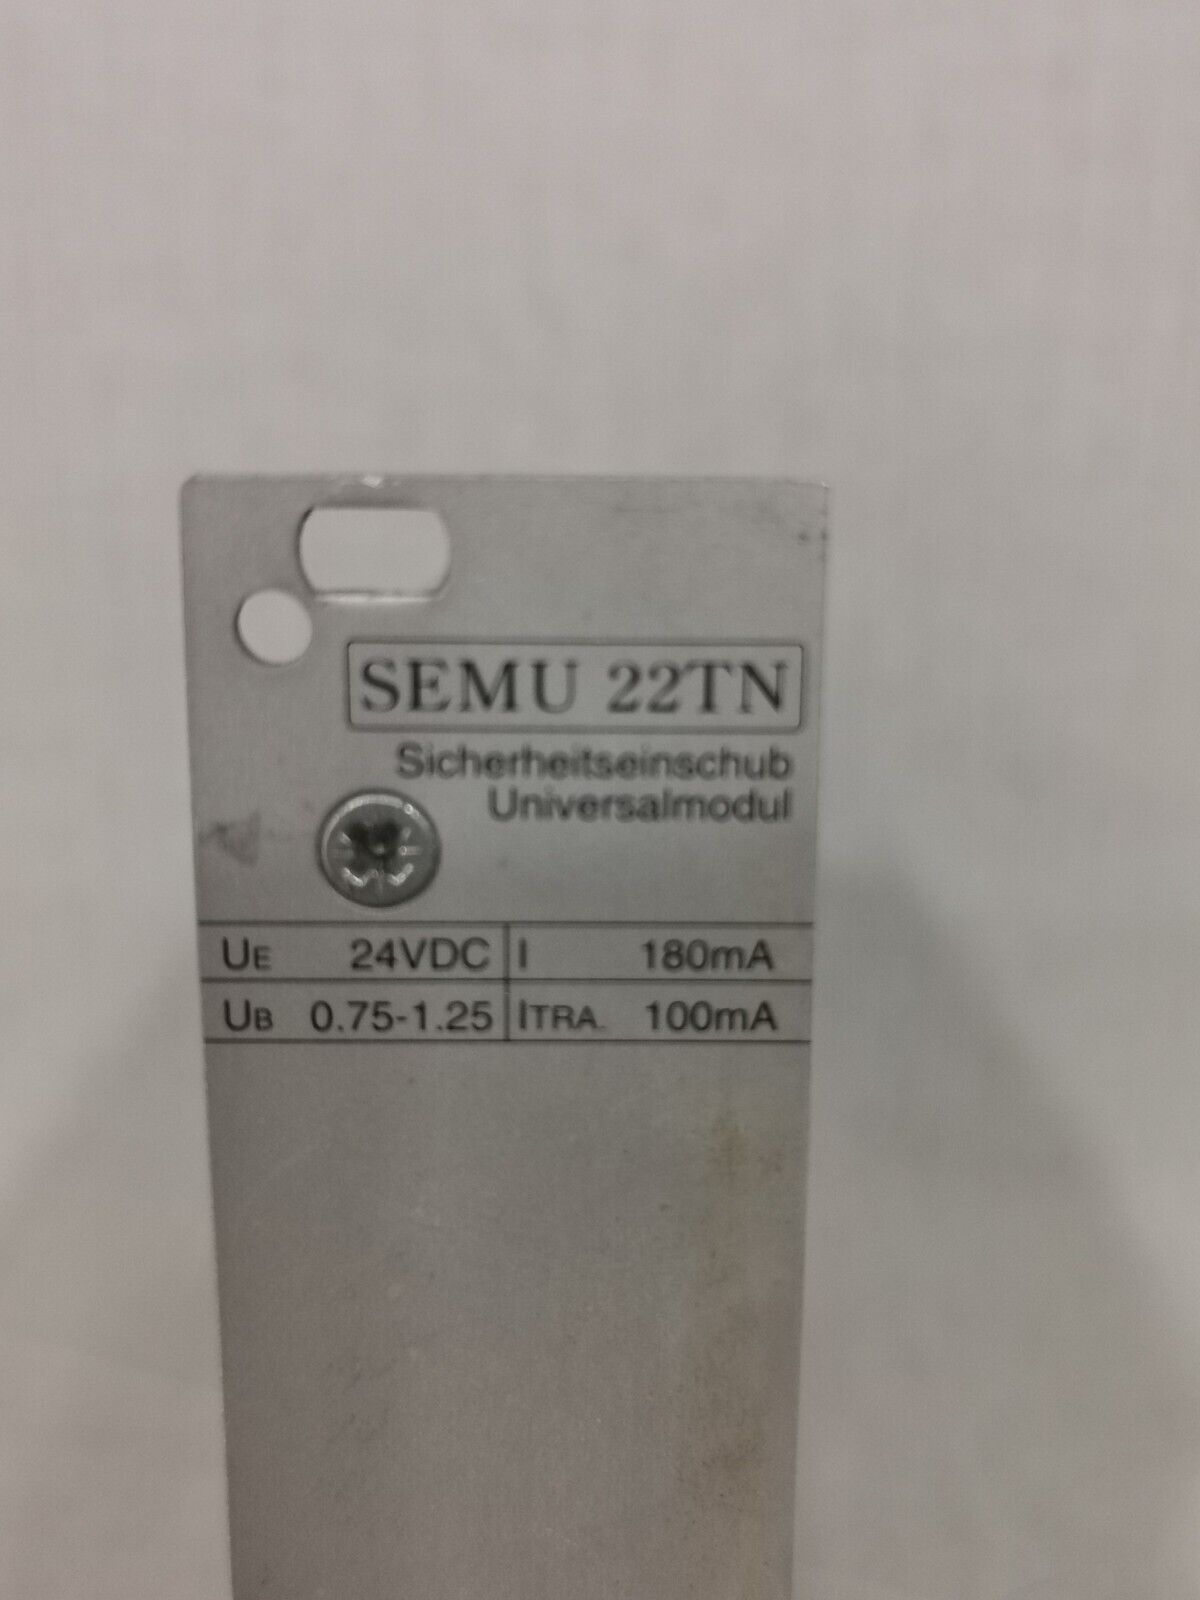 SEMU 22TN
Sicherheitseinschub
Universalmodul
UE 24VDC I 180mA
UB 0.75-1.25 ITRA. 100mA